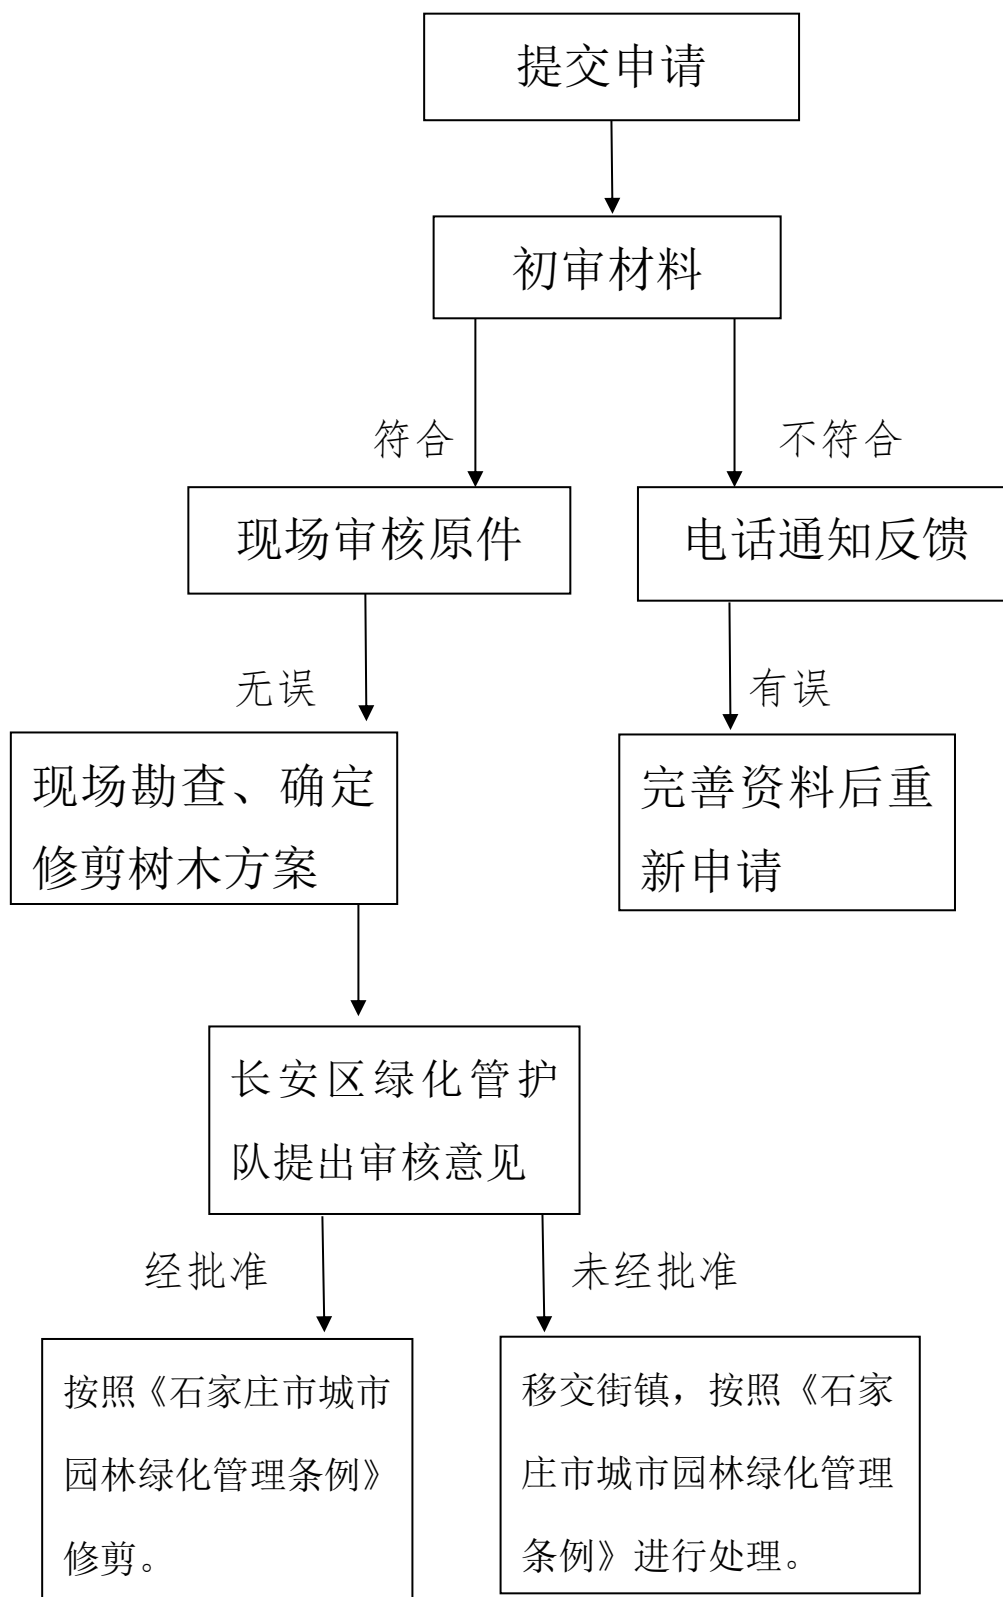 提交申请
初审材料
符合
不符合
现场审核原件
电话通知反馈
无误
有误
现场勘查、确定
修剪树木方案
完善资料后重
新申请
长安区绿化管护
队提出审核意见
经批准
未经批准
按照《石家庄市城市
园林绿化管理条例》
修剪。
移交街镇，按照《石家
庄市城市园林绿化管理
条例》进行处理。